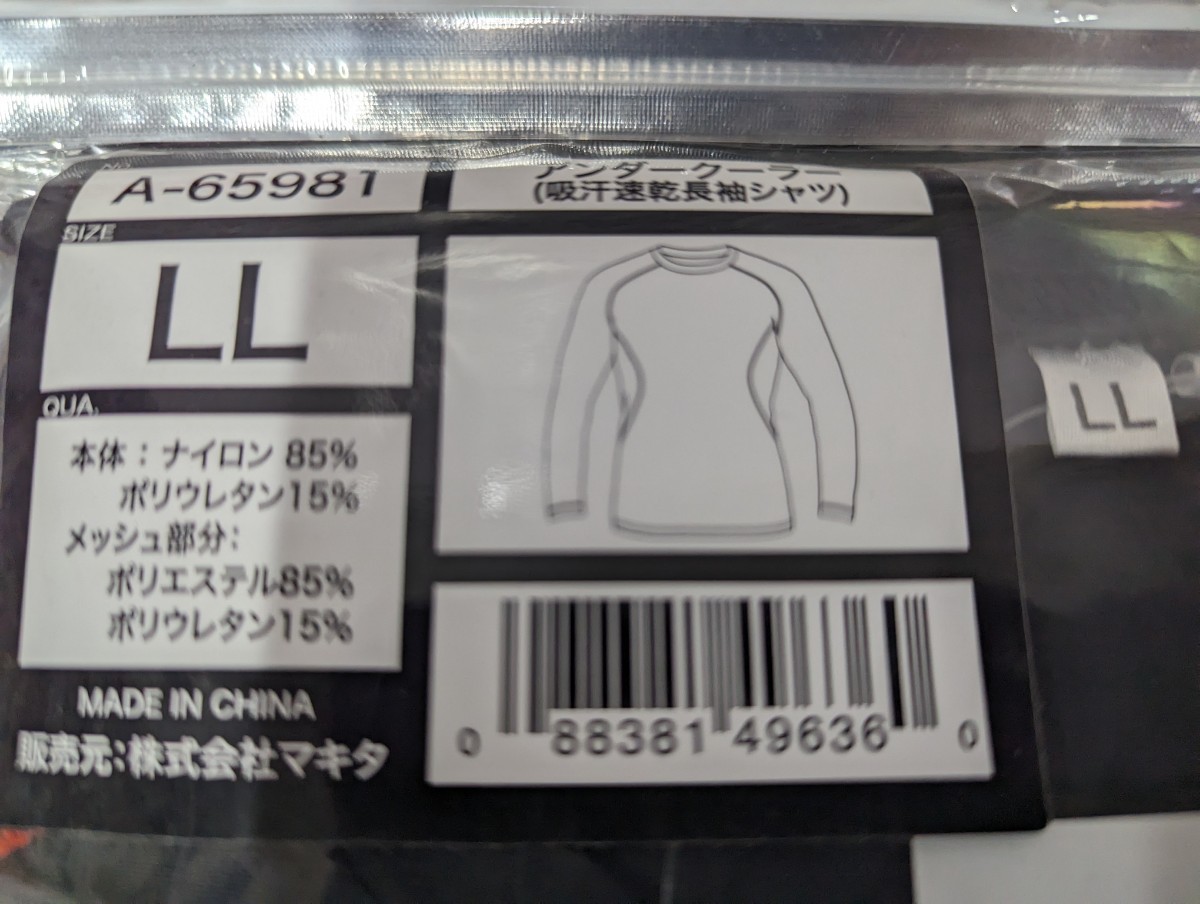 A-65981
アンダークーラー
(吸汗速乾長袖シャツ)
SIZE
LL
QUA.
本体：ナイロン 85%
ポリウレタン15%
メッシュ部分：
ポリエステル85%
ポリウレタン15%
MADE IN CHINA
販売元：株式会社マキタ
0 88381 49636 0
LL